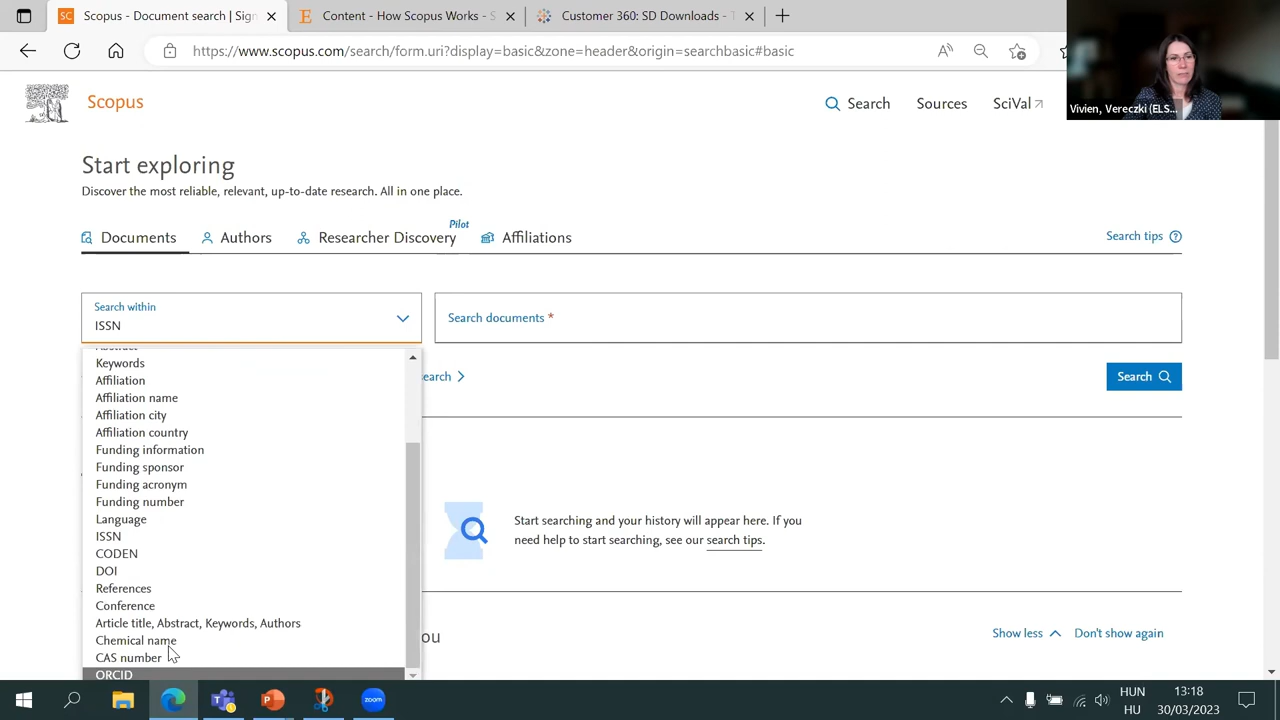 SC Scopus - Document search | Sign
Content - How Scopus Works - S
Customer 360: SD Downloads - T
https://www.scopus.com/search/form.uri?display=basic&zone=header&origin=searchbasic#basic
Vivien, Vereczki (ELS...
Scopus
Search
Sources
SciVal
Start exploring
Discover the most reliable, relevant, up-to-date research. All in one place.
Documents
Authors
Researcher Discovery
Pilot
Affiliations
Search tips
Search within
ISSN
Search documents *
Abstract
Keywords
Affiliation
Affiliation name
Affiliation city
Affiliation country
Funding information
Funding sponsor
Funding acronym
Funding number
Language
ISSN
CODEN
DOI
References
Conference
Article title, Abstract, Keywords, Authors
Chemical name
CAS number
ORCID
Search
Start searching and your history will appear here. If you
need help to start searching, see our search tips.
Show less
Don't show again
zoom
HUN
HU
13:18
30/03/2023